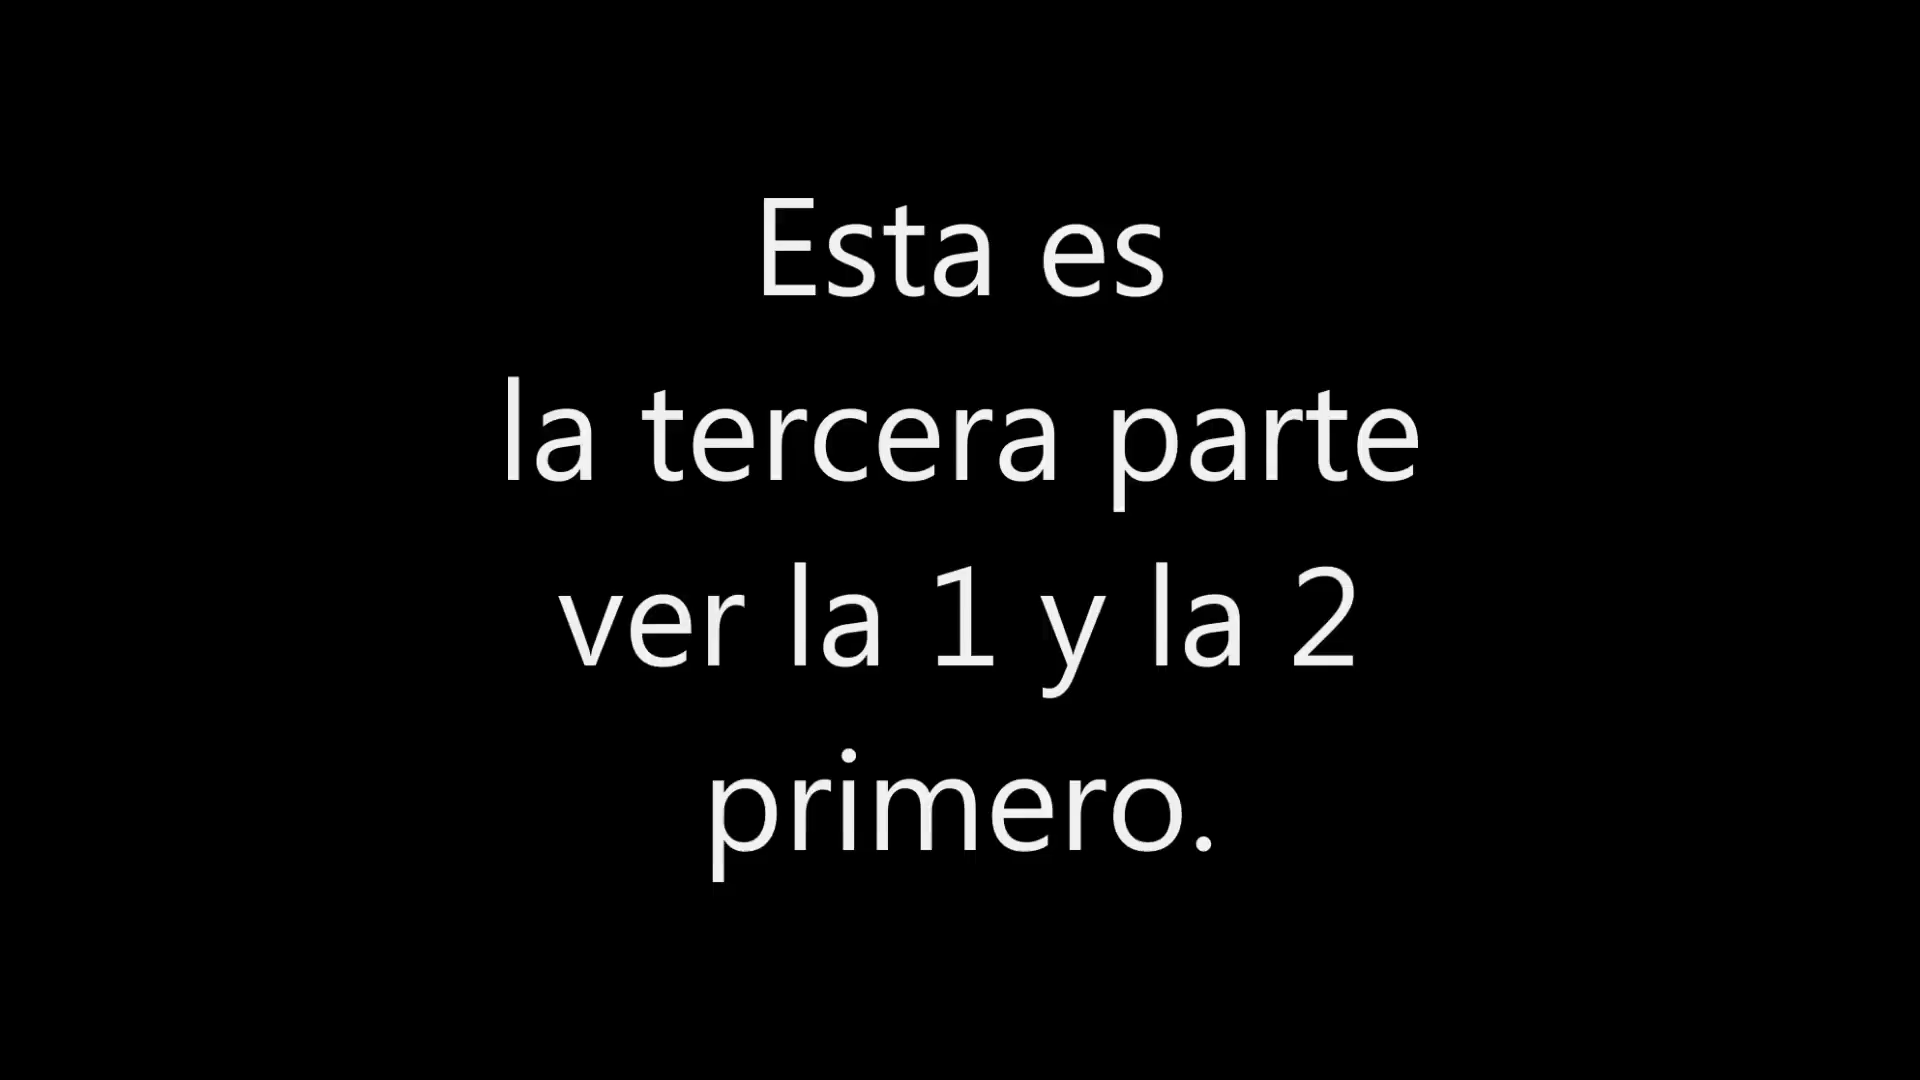 Esta es
la tercera parte
ver la 1 y la 2
primero.